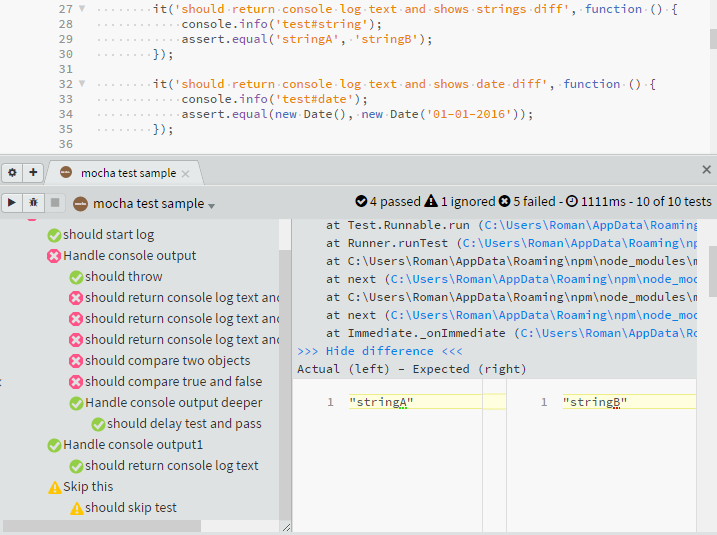 27 it('should return console log text and shows strings diff', function () {
28 console.info('test#string');
29 assert.equal('stringA', 'stringB');
30 });
31
32 it('should return console log text and shows date diff', function () {
33 console.info('test#date');
34 assert.equal(new Date(), new Date('01-01-2016'));
35 });
36
mocha test sample
mocha test sample
4 passed 1 ignored 5 failed - 1111ms - 10 of 10 tests
should start log
Handle console output
should throw
should return console log text and
should return console log text and
should return console log text and
should compare two objects
should compare true and false
Handle console output deeper
should delay test and pass
Handle console output1
should return console log text
Skip this
should skip test
at Test.Runnable.run (C:\Users\Roman\AppData\Roaming
at Runner.runTest (C:\Users\Roman\AppData\Roaming\np
at C:\Users\Roman\AppData\Roaming\npm\node_modules\m
at next (C:\Users\Roman\AppData\Roaming\npm\node_mod
at C:\Users\Roman\AppData\Roaming\npm\node_modules\m
at next (C:\Users\Roman\AppData\Roaming\npm\node_mod
at Immediate._onImmediate (C:\Users\Roman\AppData\Ro
>>> Hide difference <<<
Actual (left) - Expected (right)
1 "stringA"
1 "stringB"